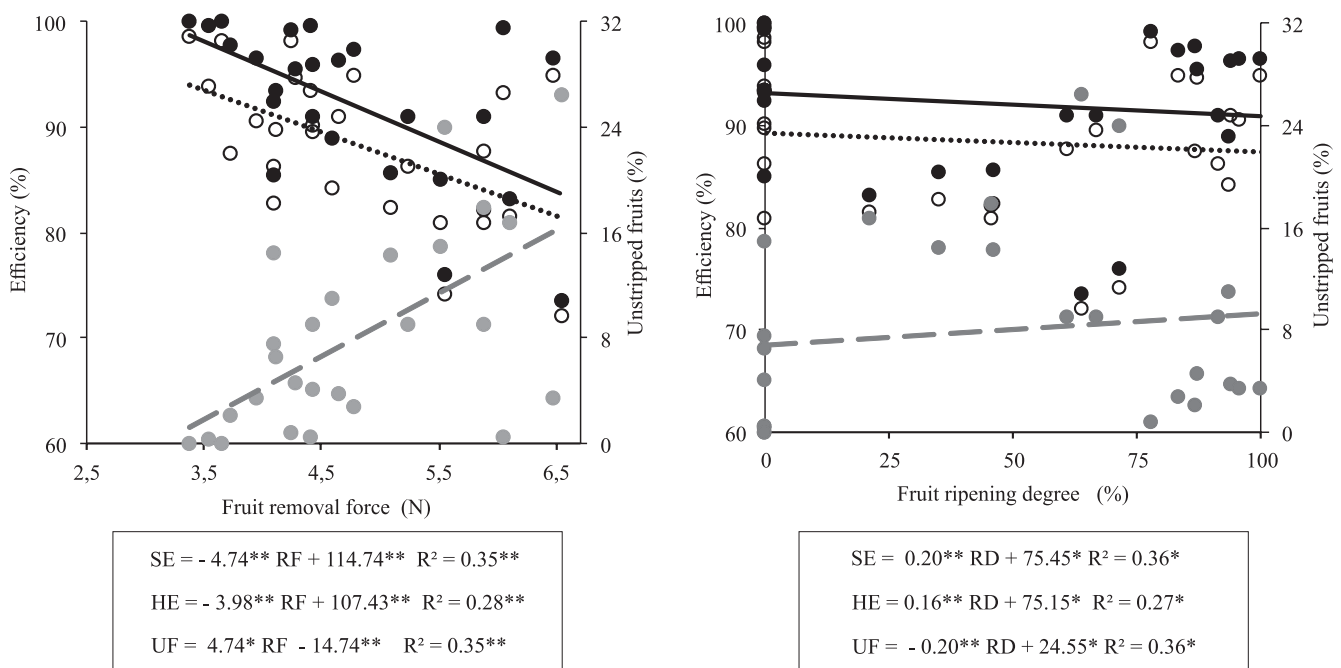 100
90
80
70
60
Efficiency (%)
32
24
16
8
0
Unstripped fruits (%)
2,5
3,5
4,5
5,5
6,5
Fruit removal force (N)
SE = - 4.74** RF + 114.74** R² = 0.35**
HE = - 3.98** RF + 107.43** R² = 0.28**
UF = 4.74* RF - 14.74** R² = 0.35**
100
90
80
70
60
Efficiency (%)
32
24
16
8
0
Unstripped fruits (%)
0
25
50
75
100
Fruit ripening degree (%)
SE = 0.20** RD + 75.45* R² = 0.36*
HE = 0.16** RD + 75.15* R² = 0.27*
UF = - 0.20** RD + 24.55* R² = 0.36*